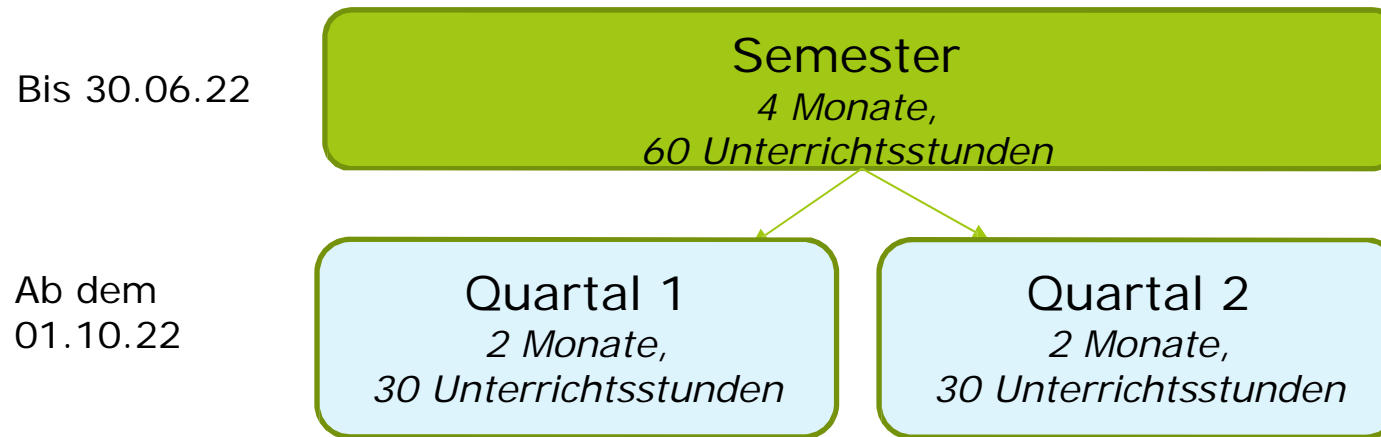 Bis 30.06.22
Semester
4 Monate,
60 Unterrichtsstunden
Ab dem
01.10.22
Quartal 1
2 Monate,
30 Unterrichtsstunden
Quartal 2
2 Monate,
30 Unterrichtsstunden